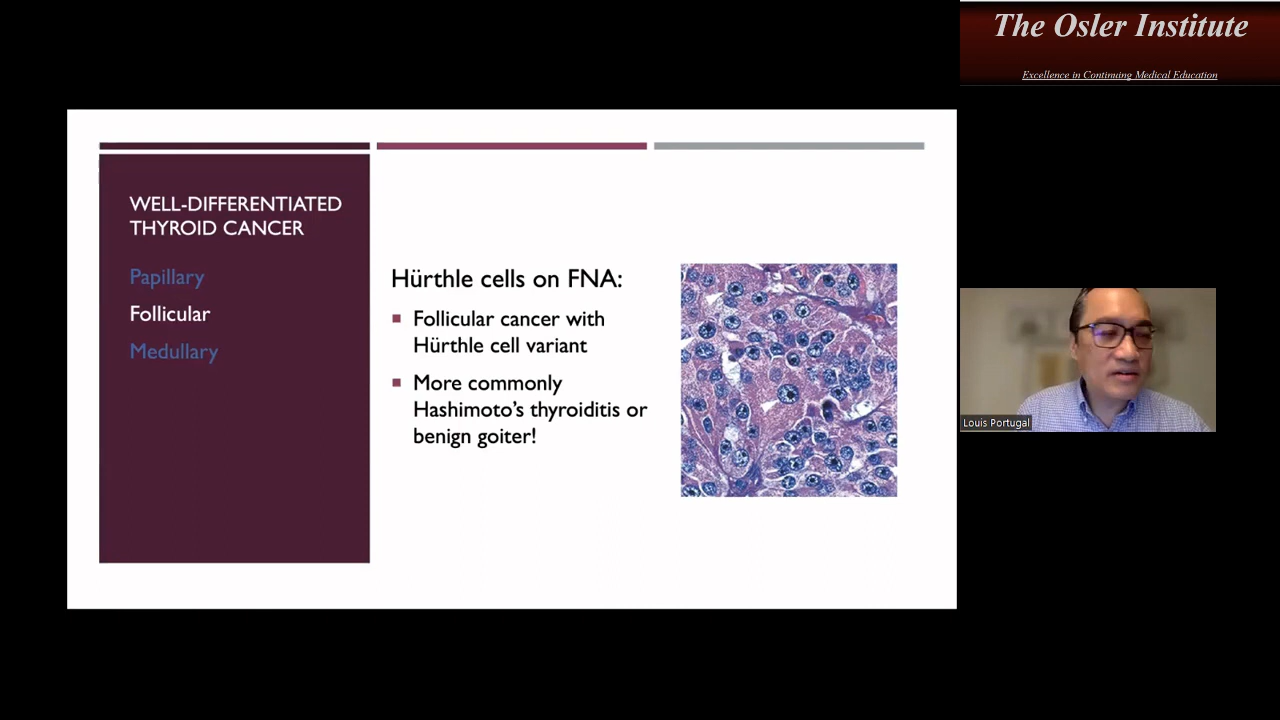 The Osler Institute
Excellence in Continuing Medical Education
WELL-DIFFERENTIATED
THYROID CANCER
Papillary
Follicular
Medullary
Hürthle cells on FNA:
Follicular cancer with
Hürthle cell variant
More commonly
Hashimoto's thyroiditis or
benign goiter!
Louis Portugal